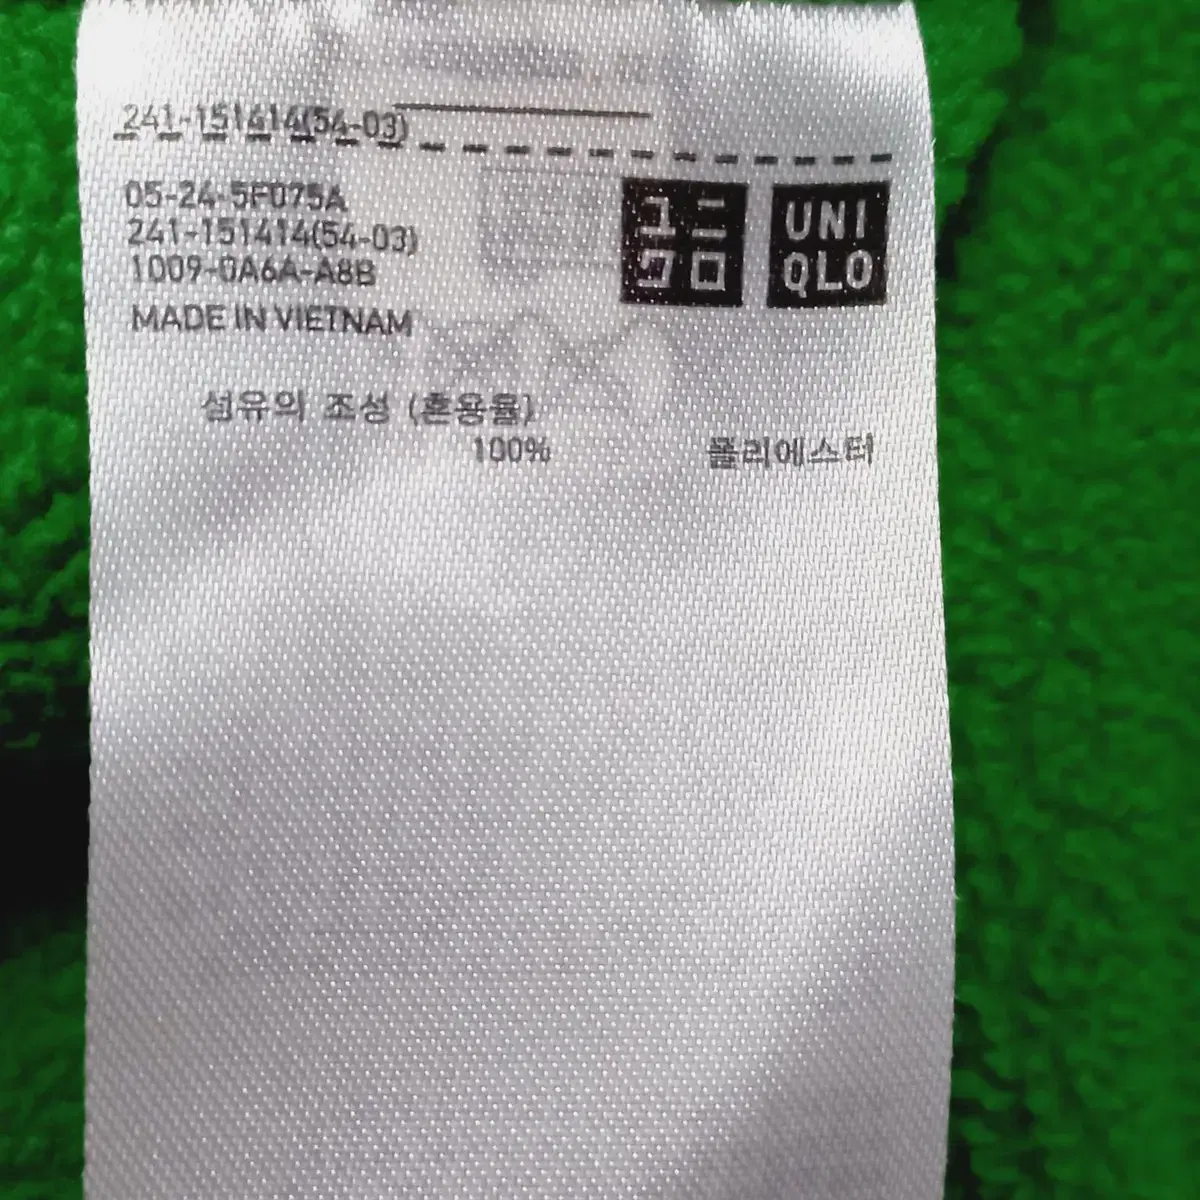 241-151414(54-03)
05-24-5F075A
241-151414(54-03)
1009-0A6A-A8B
MADE IN VIETNAM
ユニ
クロ
UNI
QLO
섬유의 조성 (혼용율)
100% 폴리에스터